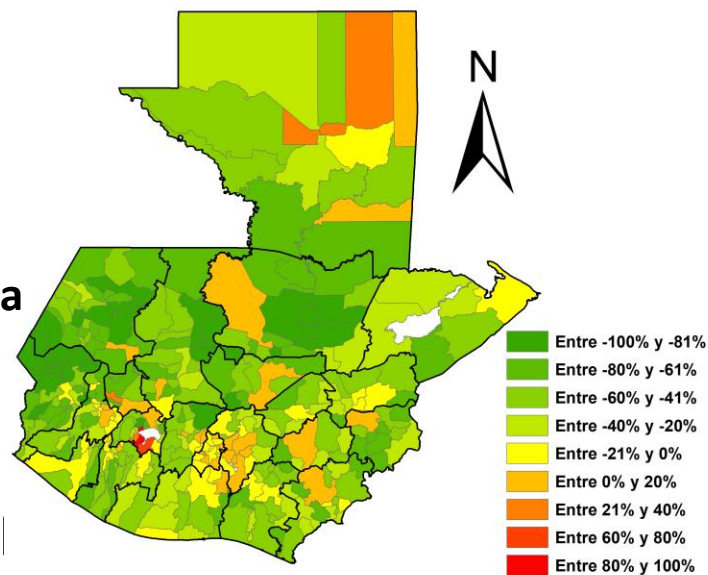 N
a
Entre -100% y -81%
Entre -80% y -61%
Entre -60% y -41%
Entre -40% y -20%
Entre -21% y 0%
Entre 0% y 20%
Entre 21% y 40%
Entre 60% y 80%
Entre 80% y 100%